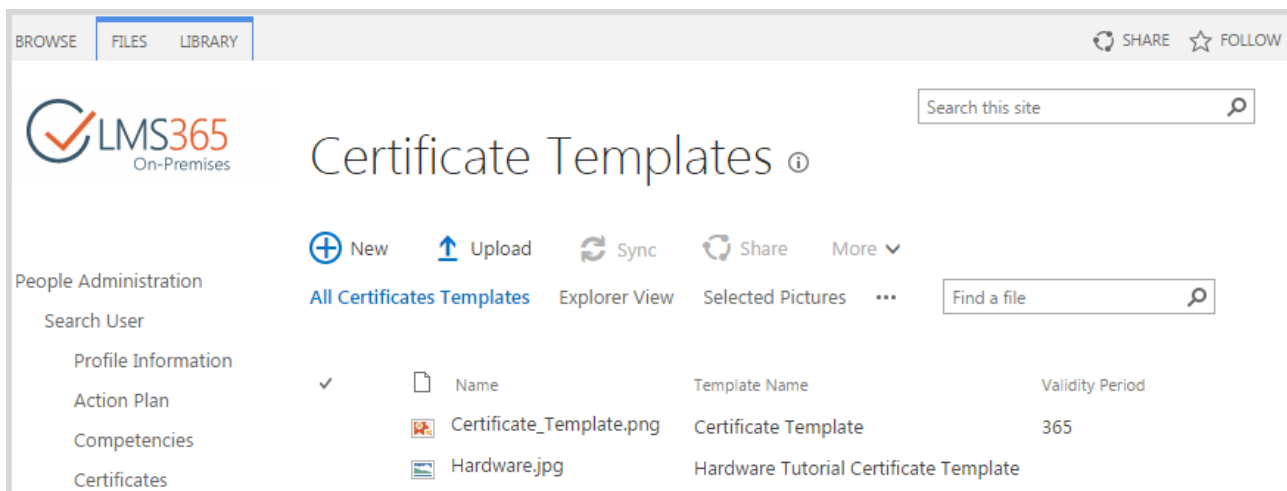 BROWSE FILES LIBRARY SHARE FOLLOW
Search this site
LMS365
On-Premises
Certificate Templates
New Upload Sync Share More
People Administration
All Certificates Templates Explorer View Selected Pictures ••• Find a file
Search User
Profile Information
Name Template Name Validity Period
Action Plan
Certificate_Template.png Certificate Template 365
Competencies
Hardware.jpg Hardware Tutorial Certificate Template
Certificates